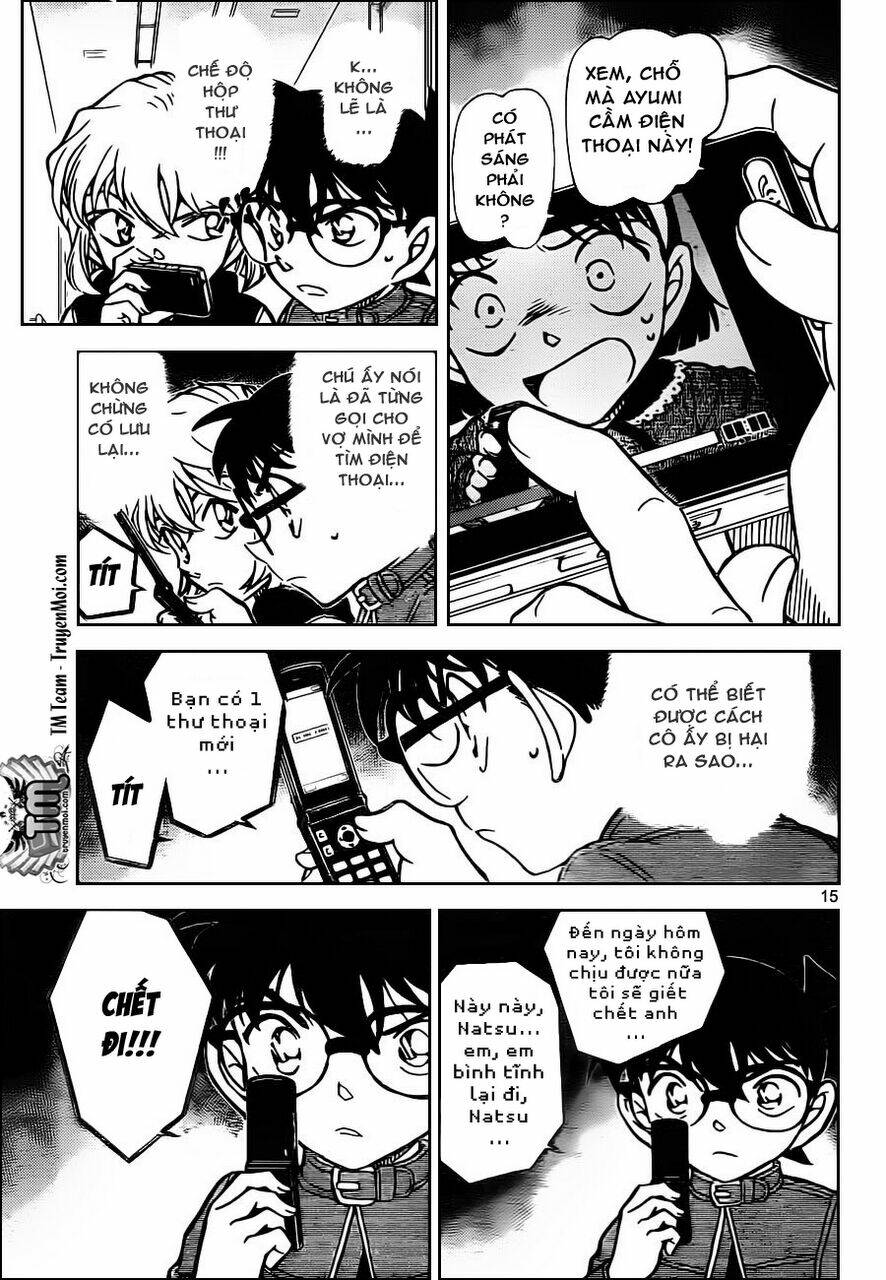 XEM, CHỖ
MÀ AYUMI
CẦM ĐIỆN
THOẠI NÀY!
CÓ
PHÁT
SÁNG
PHẢI
KHÔNG
?
K...
KHÔNG
LẼ LÀ
...
CHẾ ĐỘ
HỘP
THƯ
THOẠI
!!!
CHÚ ẤY NÓI
LÀ ĐÃ TỪNG
GỌI CHO
VỢ MÌNH ĐỂ
TÌM ĐIỆN
THOẠI...
KHÔNG
CHỪNG
CÓ LƯU
LẠI...
TÍT
CÓ THỂ BIẾT
ĐƯỢC CÁCH
CÔ ẤY BỊ HẠI
RA SAO...
Bạn có 1
thư thoại
mới
...
TÍT
15
Đến ngày hôm
nay, tôi không
chịu được nữa
tôi sẽ giết
chết anh
...
Này này,
Natsu...
em, em
bình tĩnh
lại đi,
Natsu
...
CHẾT
ĐI!!!
TM Team - TruyenMoi.com
TM
truyenmoi.com